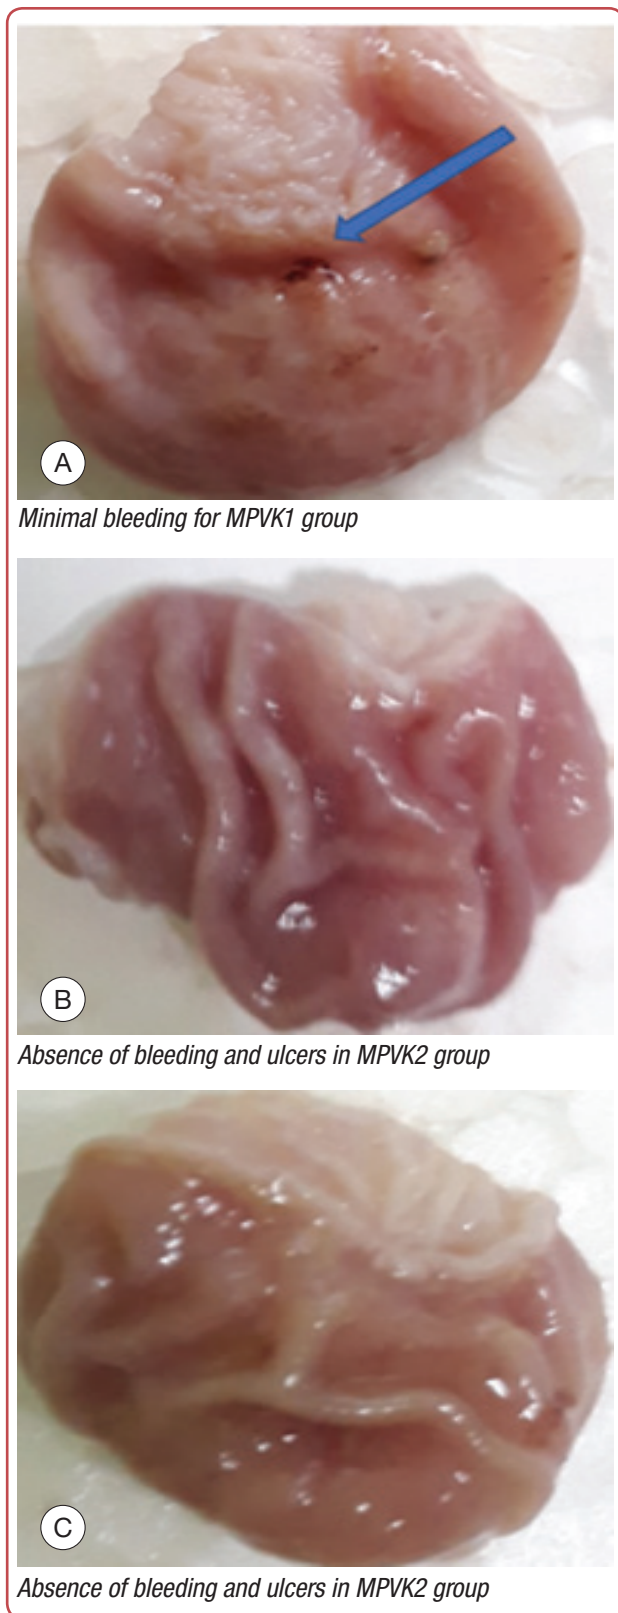 A
Minimal bleeding for MPVK1 group
B
Absence of bleeding and ulcers in MPVK2 group
C
Absence of bleeding and ulcers in MPVK2 group